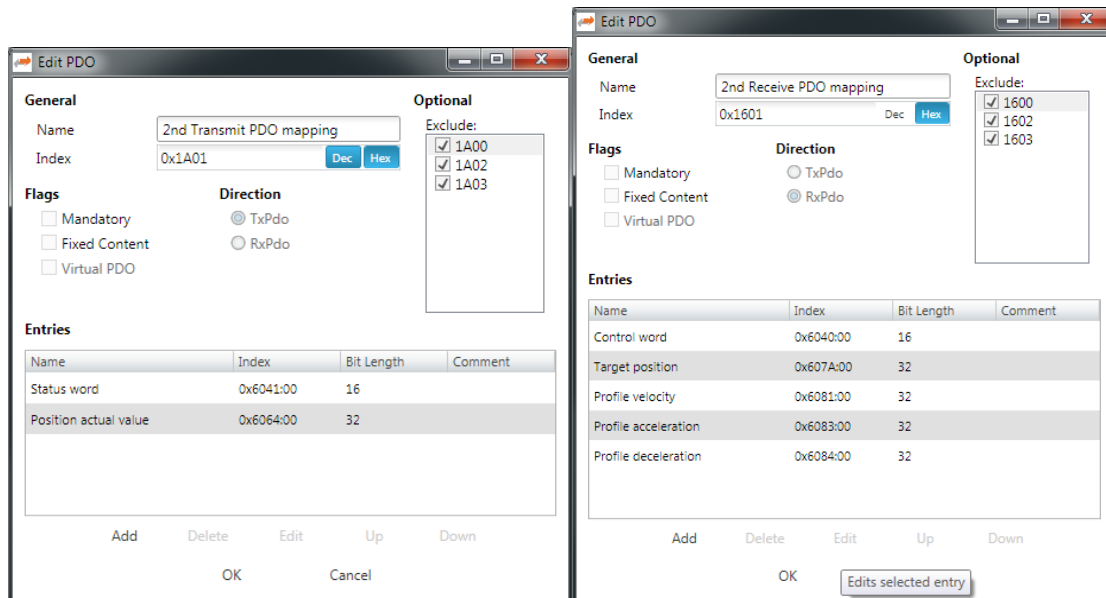 Edit PDO
General
Optional
Name
2nd Transmit PDO mapping
Exclude:
Index
0x1A01
Dec
Hex
1A00
1A02
1A03
Flags
Direction
Mandatory
TxPdo
Fixed Content
RxPdo
Virtual PDO
Entries
Name Index Bit Length Comment
Status word 0x6041:00 16
Position actual value 0x6064:00 32
Add Delete Edit Up Down
OK Cancel
Edit PDO
General
Optional
Name
2nd Receive PDO mapping
Exclude:
Index
0x1601
Dec
Hex
1600
1602
1603
Flags
Direction
Mandatory
TxPdo
Fixed Content
RxPdo
Virtual PDO
Entries
Name Index Bit Length Comment
Control word 0x6040:00 16
Target position 0x607A:00 32
Profile velocity 0x6081:00 32
Profile acceleration 0x6083:00 32
Profile deceleration 0x6084:00 32
Add Delete Edit Up Down
OK
Edits selected entry